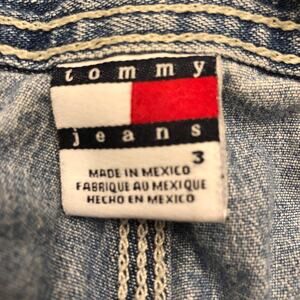 tommy
jeans
3
MADE IN MEXICO
FABRIQUE AU MEXIQUE
HECHO EN MEXICO